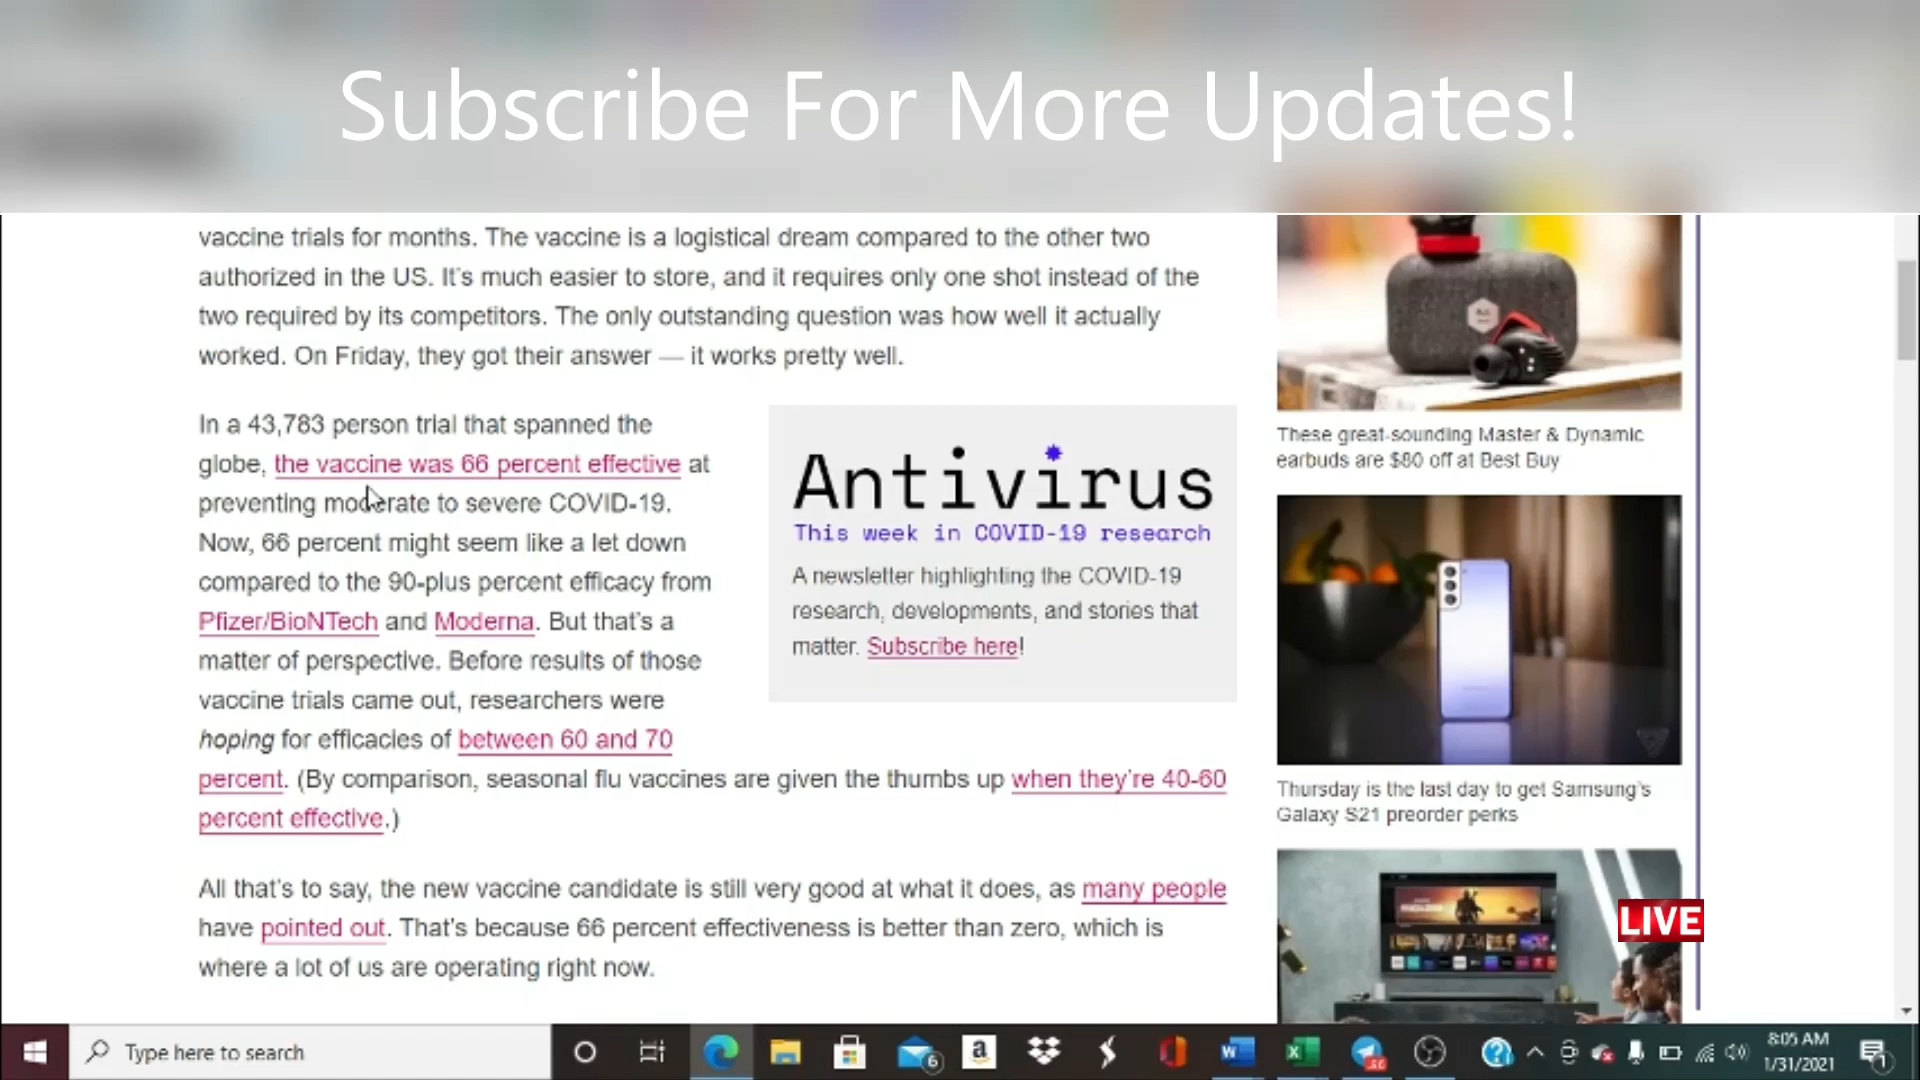 Subscribe For More Updates!
vaccine trials for months. The vaccine is a logistical dream compared to the other two
authorized in the US. It's much easier to store, and it requires only one shot instead of the
two required by its competitors. The only outstanding question was how well it actually
worked. On Friday, they got their answer — it works pretty well.
In a 43,783 person trial that spanned the
globe, the vaccine was 66 percent effective at
preventing moderate to severe COVID-19.
Now, 66 percent might seem like a let down
compared to the 90-plus percent efficacy from
Pfizer/BioNTech and Moderna. But that's a
matter of perspective. Before results of those
vaccine trials came out, researchers were
hoping for efficacies of between 60 and 70
percent. (By comparison, seasonal flu vaccines are given the thumbs up when they're 40-60
percent effective.)
All that's to say, the new vaccine candidate is still very good at what it does, as many people
have pointed out. That's because 66 percent effectiveness is better than zero, which is
where a lot of us are operating right now.
Antivirus
This week in COVID-19 research
A newsletter highlighting the COVID-19
research, developments, and stories that
matter. Subscribe here!
These great-sounding Master & Dynamic
earbuds are $80 off at Best Buy
Thursday is the last day to get Samsung's
Galaxy S21 preorder perks
LIVE
Type here to search
6
8:05 AM
1/31/2021
1